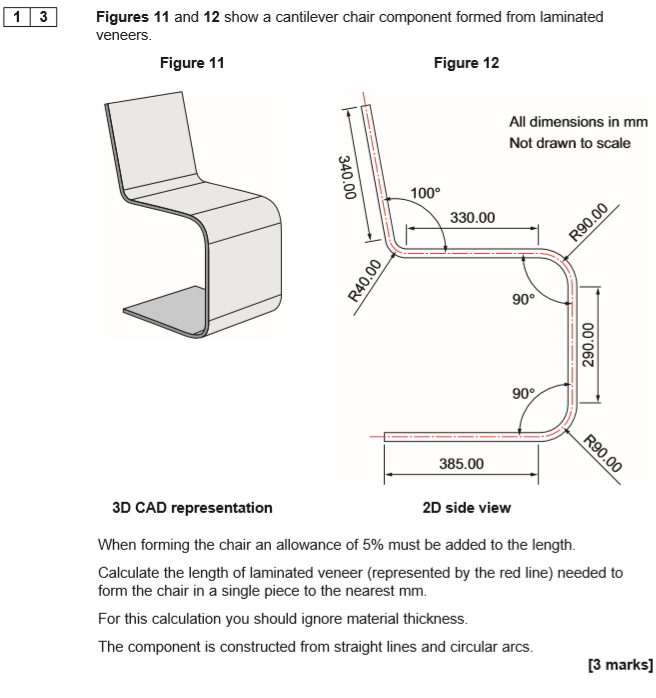 1 3
Figures 11 and 12 show a cantilever chair component formed from laminated
veneers.
Figure 11
Figure 12
All dimensions in mm
Not drawn to scale
340.00
100°
330.00
R90.00
R40.00
90°
290.00
90°
R90.00
385.00
3D CAD representation
2D side view
When forming the chair an allowance of 5% must be added to the length.
Calculate the length of laminated veneer (represented by the red line) needed to
form the chair in a single piece to the nearest mm.
For this calculation you should ignore material thickness.
The component is constructed from straight lines and circular arcs.
[3 marks]